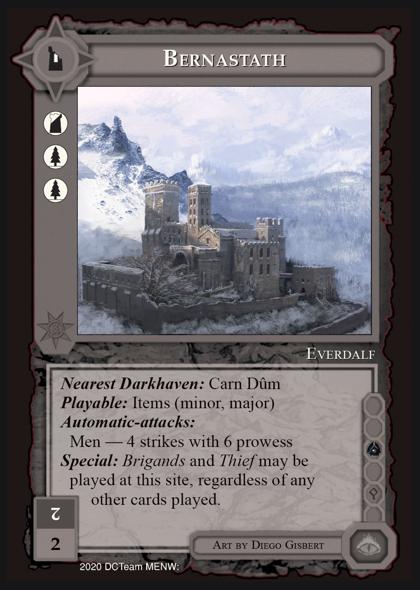 BERNASTATH
EVERDALF
Nearest Darkhaven: Carn Dûm
Playable: Items (minor, major)
Automatic-attacks:
Men — 4 strikes with 6 prowess
Special: Brigands and Thief may be
played at this site, regardless of any
other cards played.
2
2
ART BY DIEGO GISBERT
2020 DCTeam MENW: